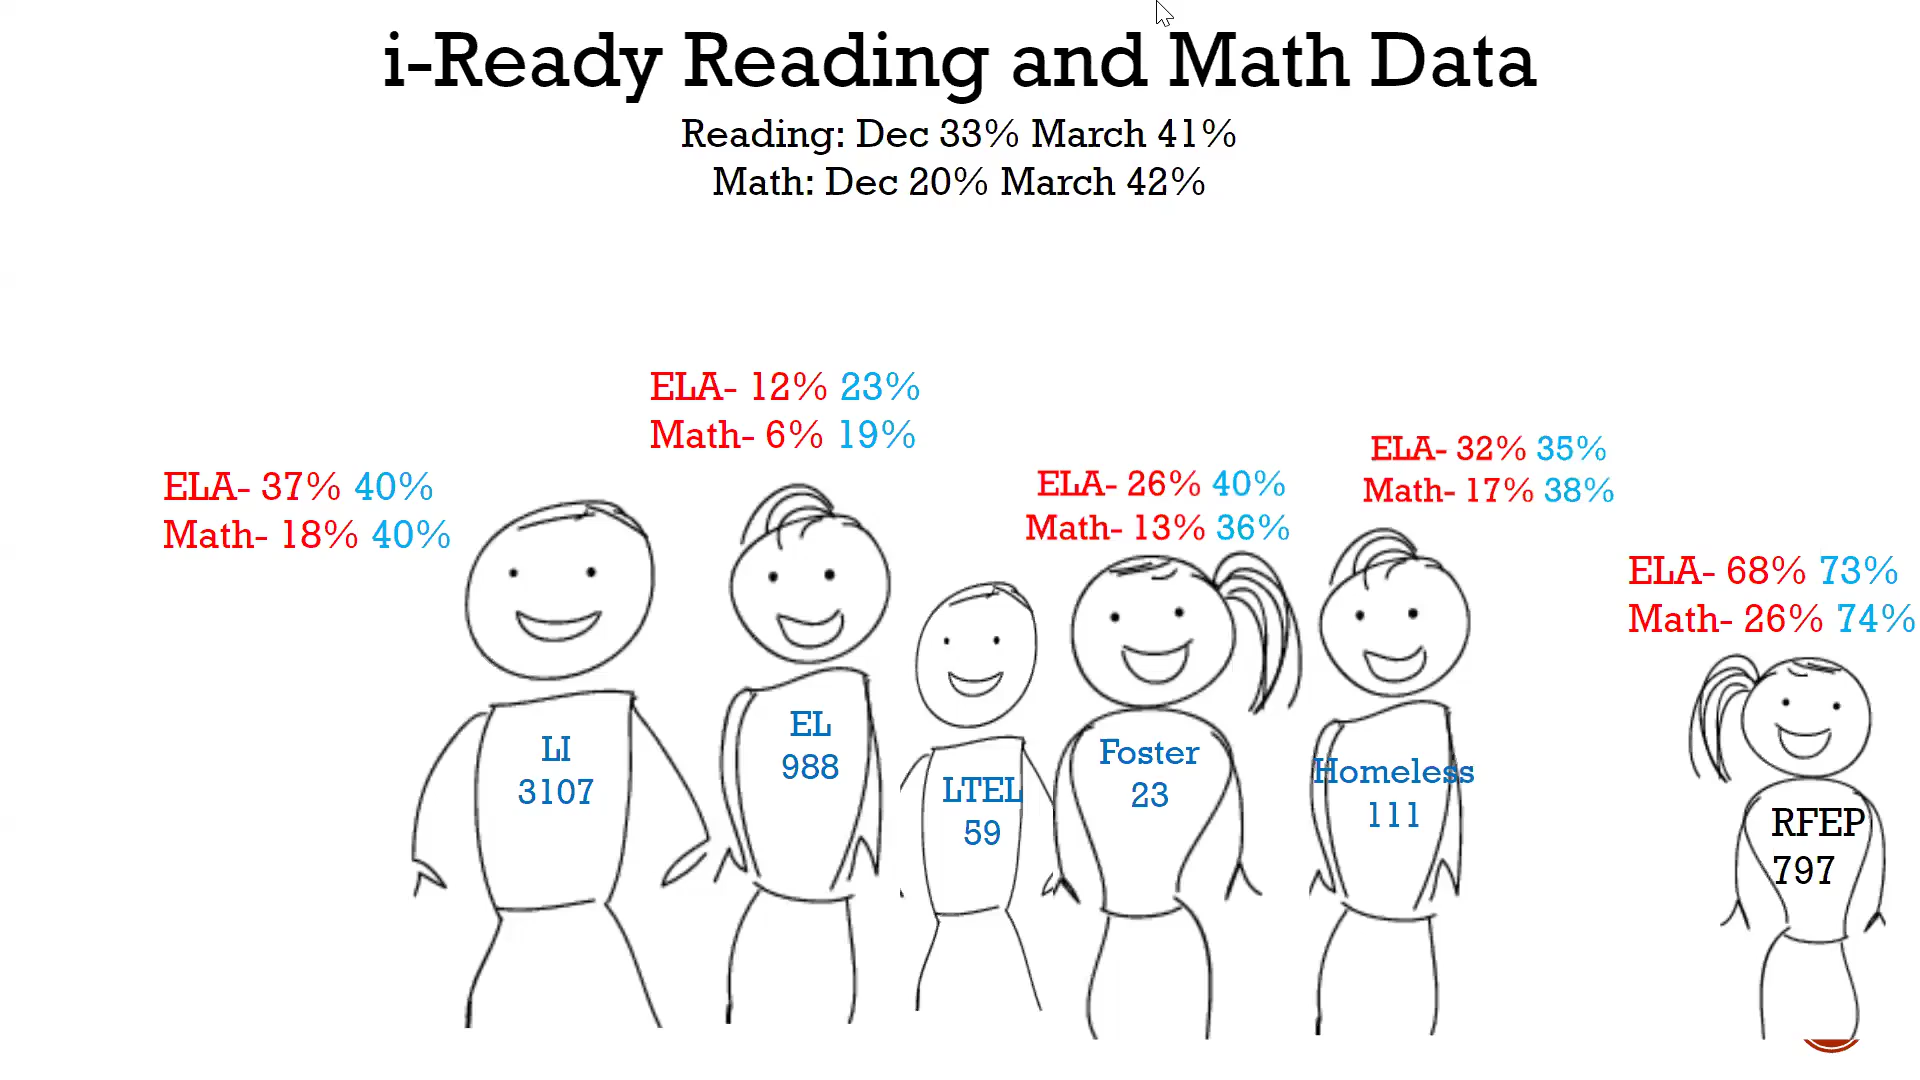 i-Ready Reading and Math Data
Reading: Dec 33% March 41%
Math: Dec 20% March 42%
ELA- 37% 40%
Math- 18% 40%
LI
3107
ELA- 12% 23%
Math- 6% 19%
EL
988
LTEL
59
ELA- 26% 40%
Math- 13% 36%
Foster
23
ELA- 32% 35%
Math- 17% 38%
Homeless
111
ELA- 68% 73%
Math- 26% 74%
RFEP
797